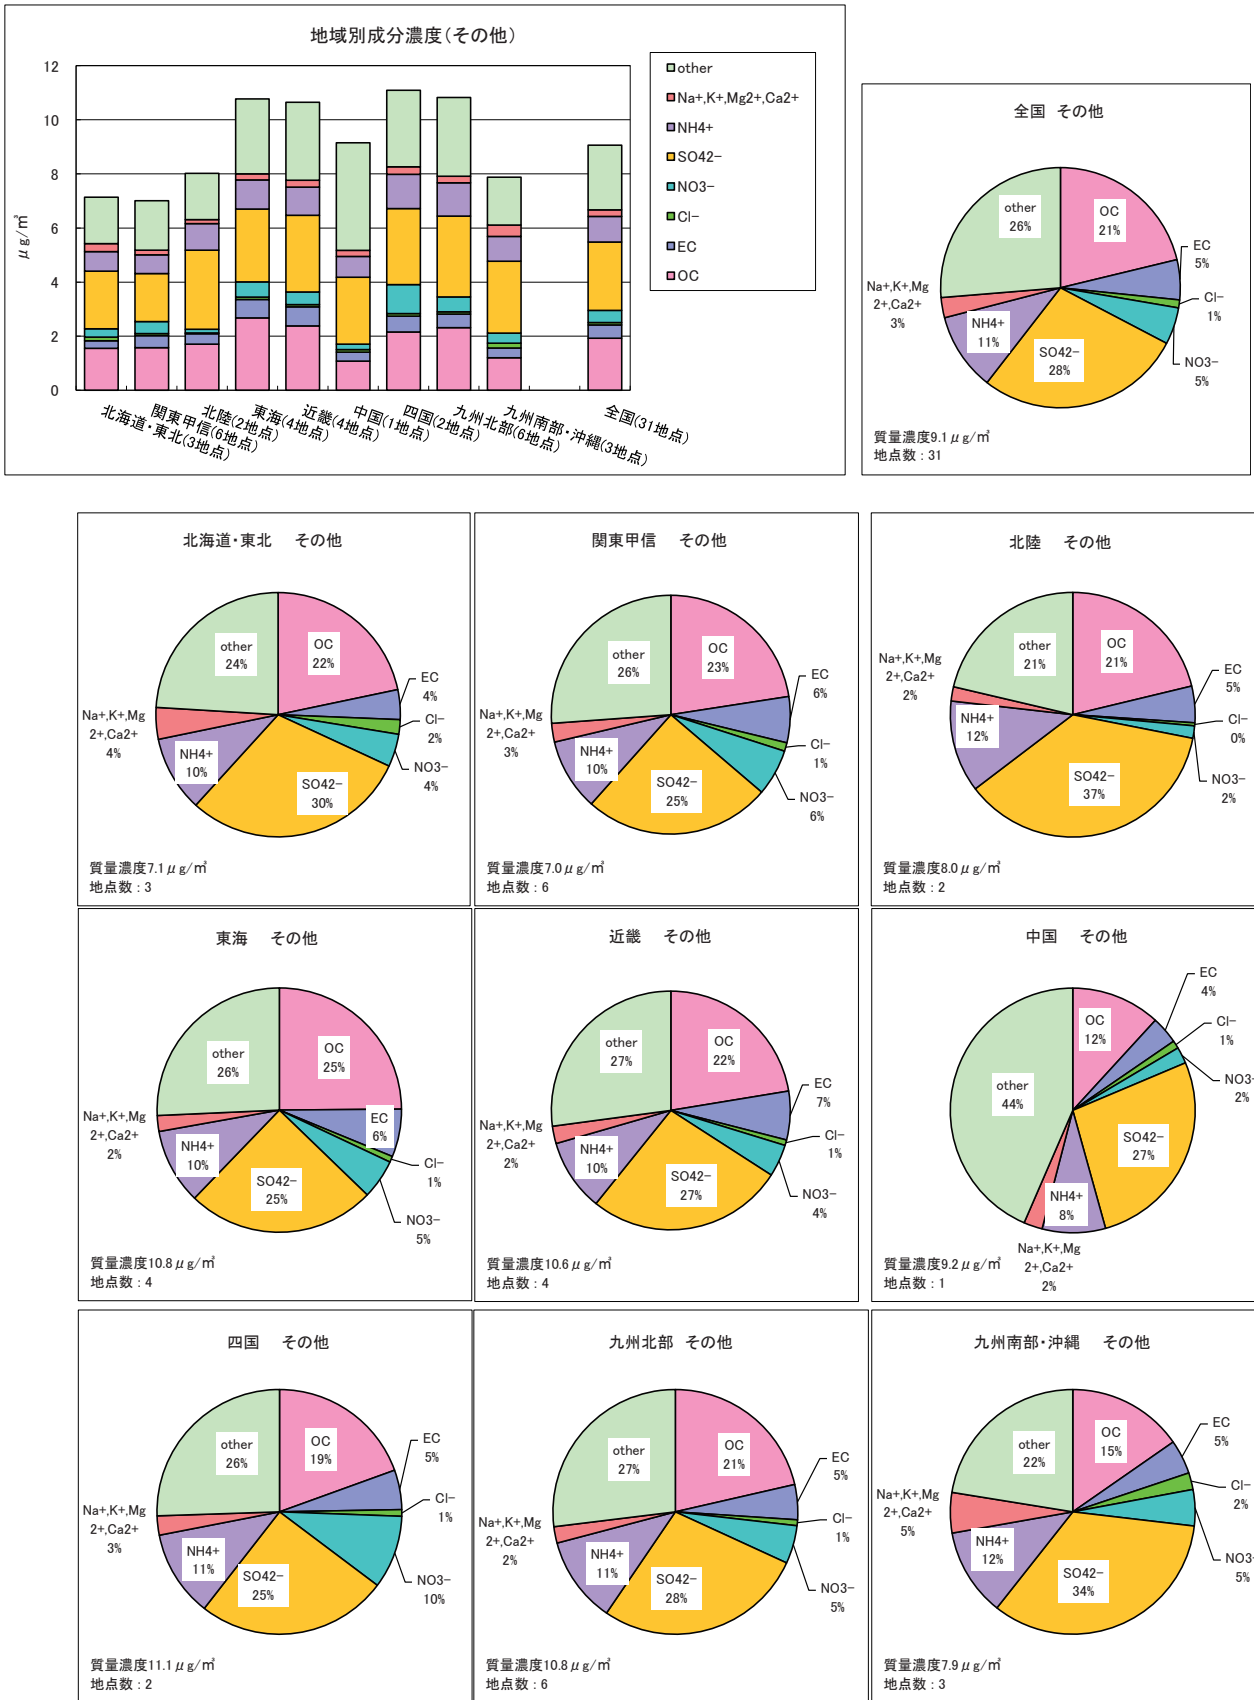 地域別成分濃度(その他)
12
10
8
6
4
2
0
μg/㎥
北海道・東北(3地点)
関東甲信(6地点)
北陸(2地点)
東海(4地点)
近畿(4地点)
中国(1地点)
四国(2地点)
九州北部(6地点)
九州南部・沖縄(3地点)
全国(31地点)
other
Na+,K+,Mg2+,Ca2+
NH4+
SO42-
NO3-
Cl-
EC
OC
全国 その他
other
26%
OC
21%
EC
5%
Cl-
1%
NO3-
5%
SO42-
28%
NH4+
11%
Na+,K+,Mg
2+,Ca2+
3%
質量濃度9.1μg/㎥
地点数:31
北海道・東北 その他
other
24%
OC
22%
EC
4%
Cl-
2%
NO3-
4%
SO42-
30%
NH4+
10%
Na+,K+,Mg
2+,Ca2+
4%
質量濃度7.1μg/㎥
地点数:3
関東甲信 その他
other
26%
OC
23%
EC
6%
Cl-
1%
NO3-
6%
SO42-
25%
NH4+
10%
Na+,K+,Mg
2+,Ca2+
3%
質量濃度7.0μg/㎥
地点数:6
北陸 その他
other
21%
OC
21%
EC
5%
Cl-
0%
NO3-
2%
SO42-
37%
NH4+
12%
Na+,K+,Mg
2+,Ca2+
2%
質量濃度8.0μg/㎥
地点数:2
東海 その他
other
26%
OC
25%
EC
6%
Cl-
1%
NO3-
5%
SO42-
25%
NH4+
10%
Na+,K+,Mg
2+,Ca2+
2%
質量濃度10.8μg/㎥
地点数:4
近畿 その他
other
27%
OC
22%
EC
7%
Cl-
1%
NO3-
4%
SO42-
27%
NH4+
10%
Na+,K+,Mg
2+,Ca2+
2%
質量濃度10.6μg/㎥
地点数:4
中国 その他
other
44%
OC
12%
EC
4%
Cl-
1%
NO3-
2%
SO42-
27%
NH4+
8%
Na+,K+,Mg
2+,Ca2+
2%
質量濃度9.2μg/㎥
地点数:1
四国 その他
other
26%
OC
19%
EC
5%
Cl-
1%
NO3-
10%
SO42-
25%
NH4+
11%
Na+,K+,Mg
2+,Ca2+
3%
質量濃度11.1μg/㎥
地点数:2
九州北部 その他
other
27%
OC
21%
EC
5%
Cl-
1%
NO3-
5%
SO42-
28%
NH4+
11%
Na+,K+,Mg
2+,Ca2+
2%
質量濃度10.8μg/㎥
地点数:6
九州南部・沖縄 その他
other
22%
OC
15%
EC
5%
Cl-
2%
NO3-
5%
SO42-
34%
NH4+
12%
Na+,K+,Mg
2+,Ca2+
5%
質量濃度7.9μg/㎥
地点数:3